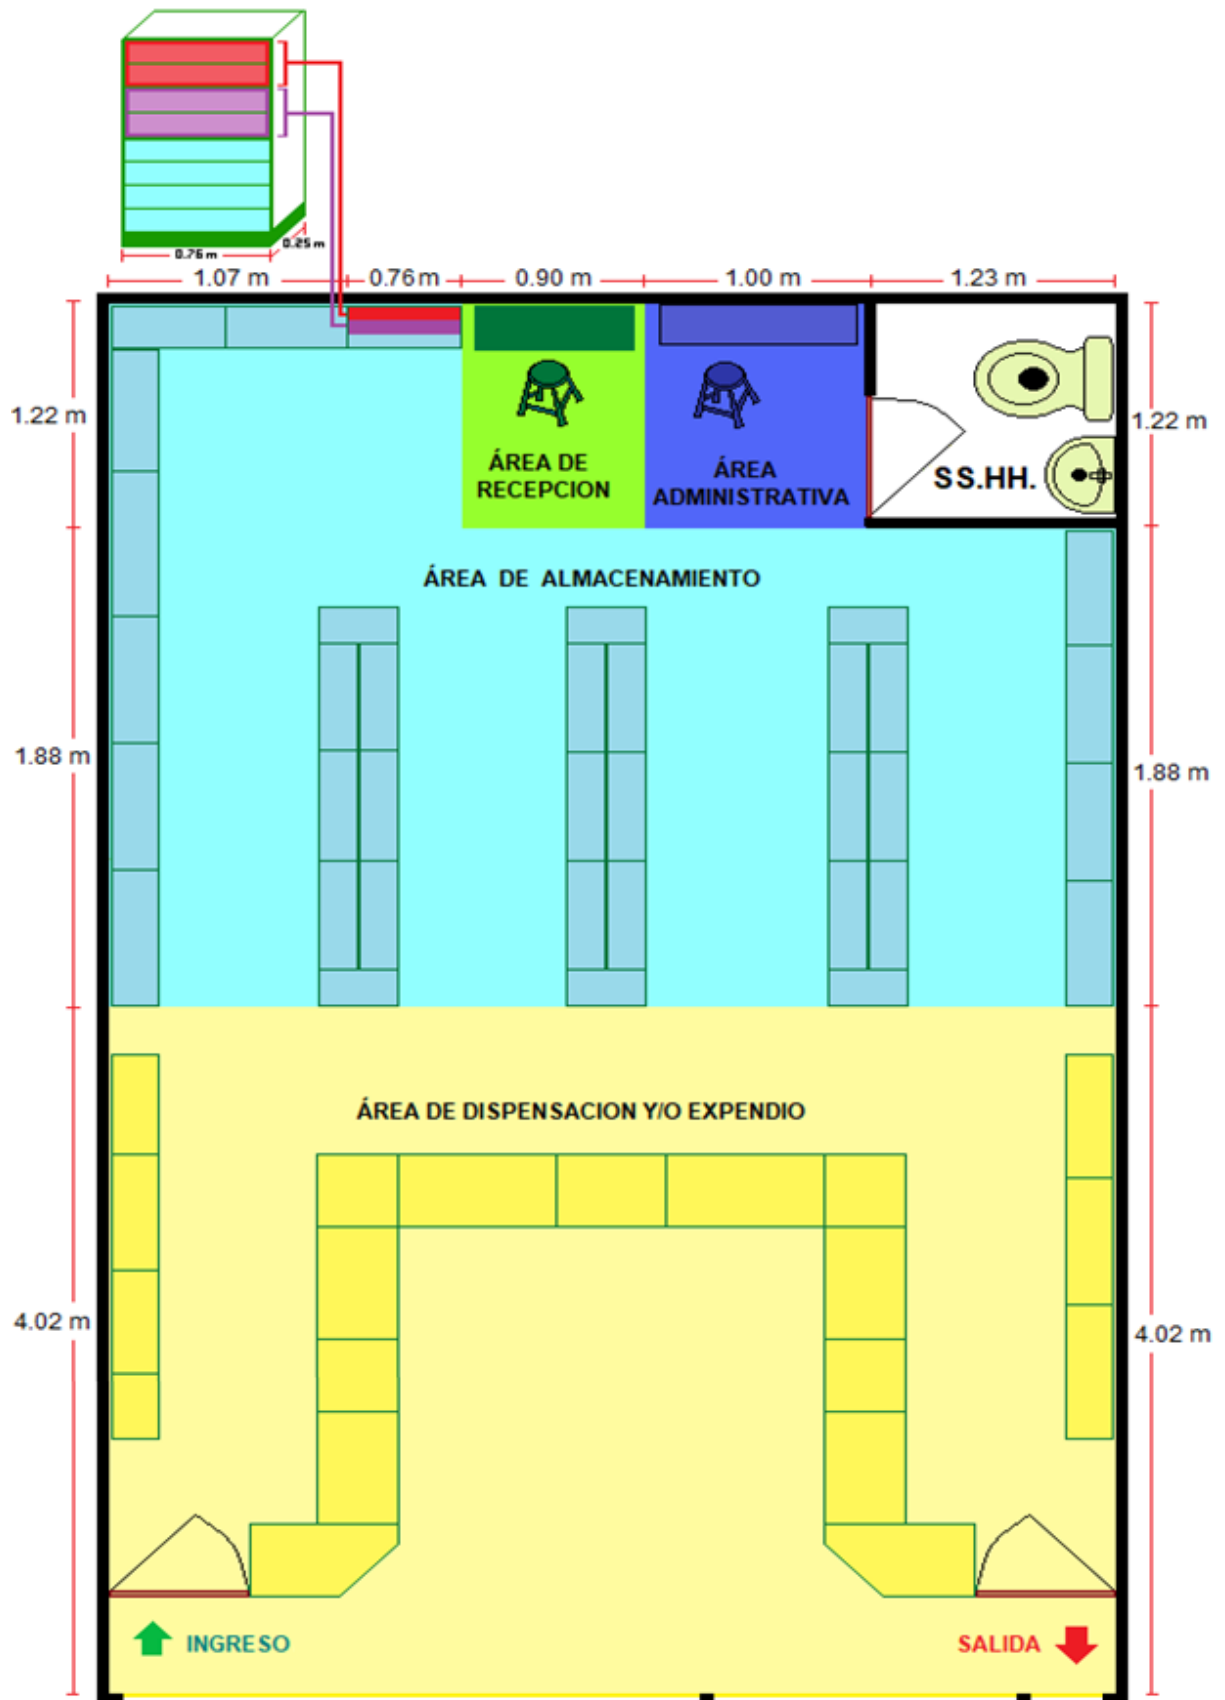 0.76 m
0.25 m
1.07 m
0.76 m
0.90 m
1.00 m
1.23 m
1.22 m
1.22 m
ÁREA DE
RECEPCION
ÁREA
ADMINISTRATIVA
SS.HH.
ÁREA DE ALMACENAMIENTO
1.88 m
1.88 m
ÁREA DE DISPENSACION Y/O EXPENDIO
4.02 m
4.02 m
INGRESO
SALIDA